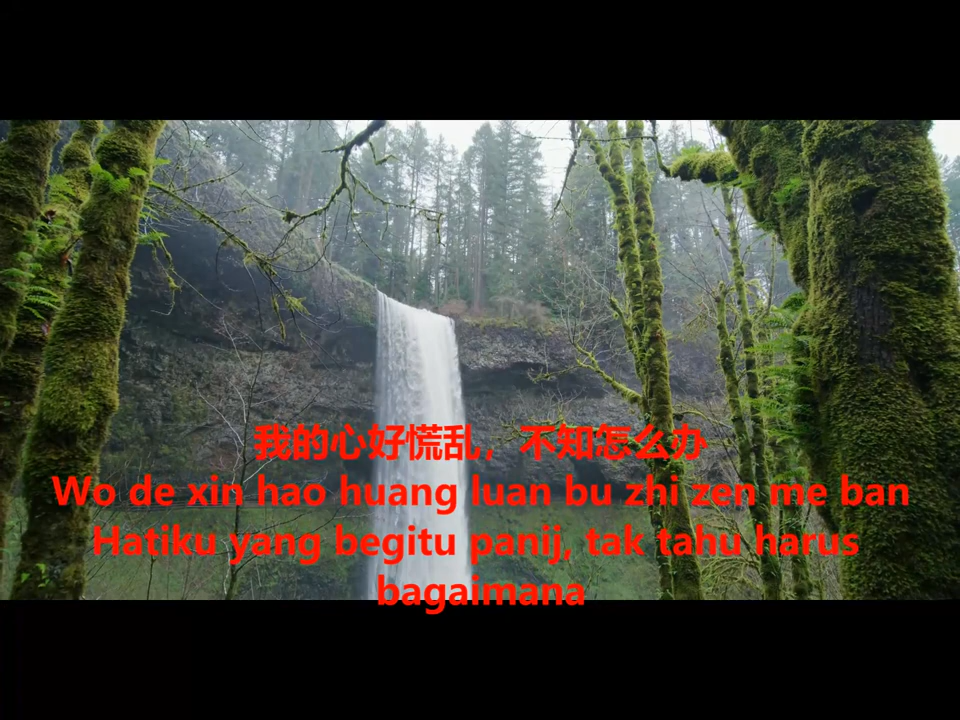 我的心好慌乱，不知怎么办
Wo de xin hao huang luan bu zhi zen me ban
Hatiku yang begitu panij, tak tahu harus
bagaimana